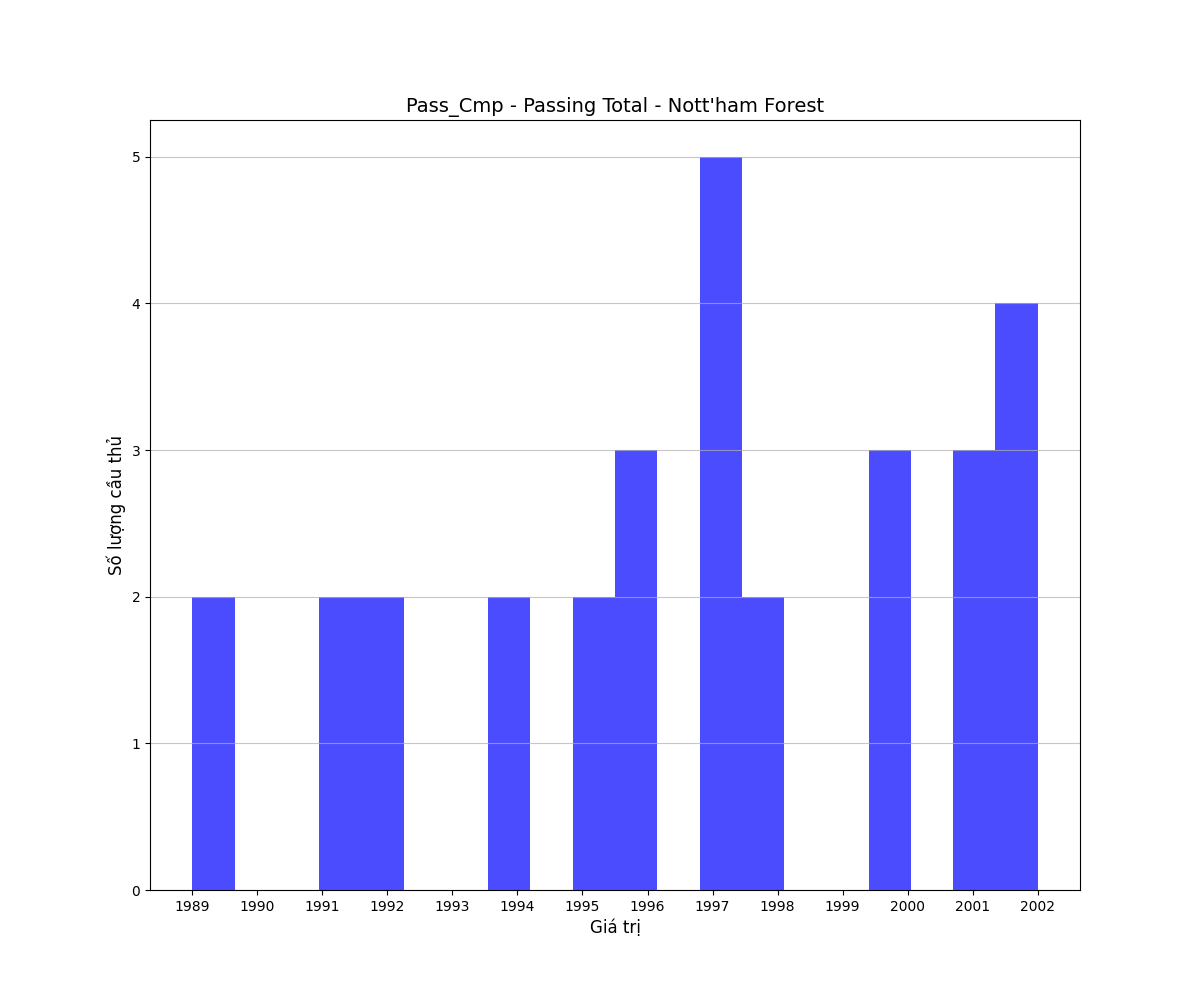 Pass_Cmp - Passing Total - Nott'ham Forest
Số lượng cầu thủ
5
4
3
2
1
0
1989 1990 1991 1992 1993 1994 1995 1996 1997 1998 1999 2000 2001 2002
Giá trị